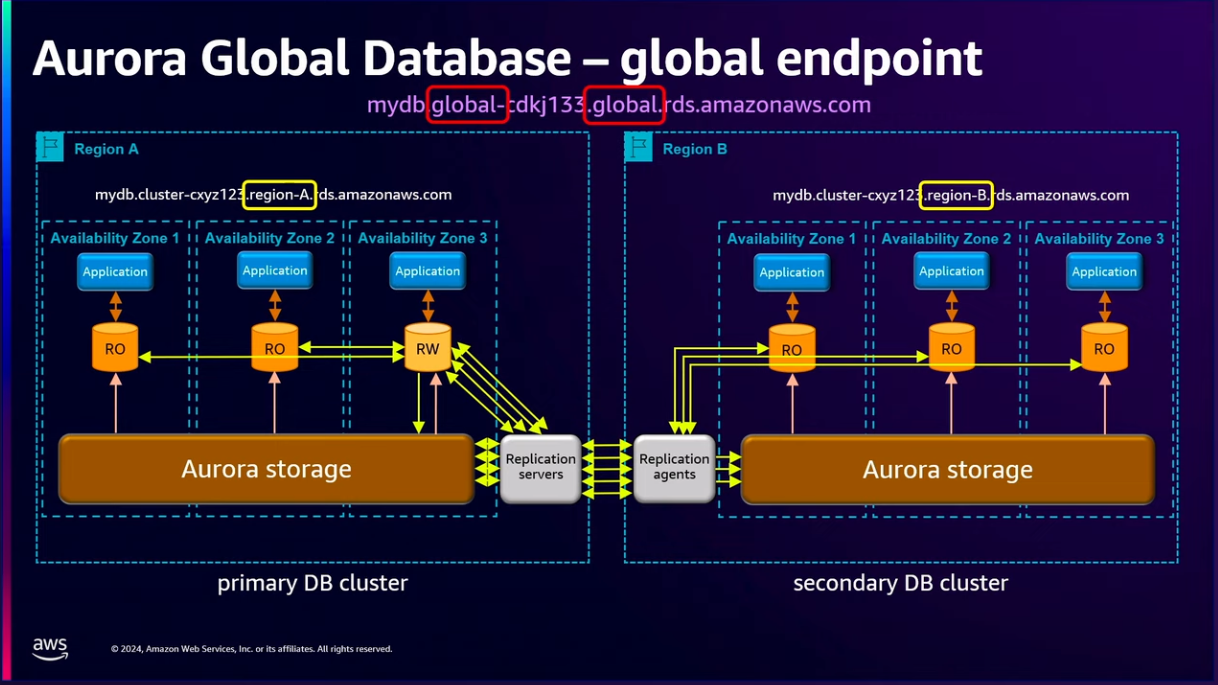 Aurora Global Database – global endpoint
mydb.global-cdkj133.global.rds.amazonaws.com
Region A
mydb.cluster-cxyz123.region-A.rds.amazonaws.com
Availability Zone 1
Availability Zone 2
Availability Zone 3
Application
Application
Application
RO
RO
RW
Aurora storage
Replication
servers
primary DB cluster
Region B
mydb.cluster-cxyz123.region-B.rds.amazonaws.com
Availability Zone 1
Availability Zone 2
Availability Zone 3
Application
Application
Application
RO
RO
RO
Replication
agents
Aurora storage
secondary DB cluster
aws
© 2024, Amazon Web Services, Inc. or its affiliates. All rights reserved.